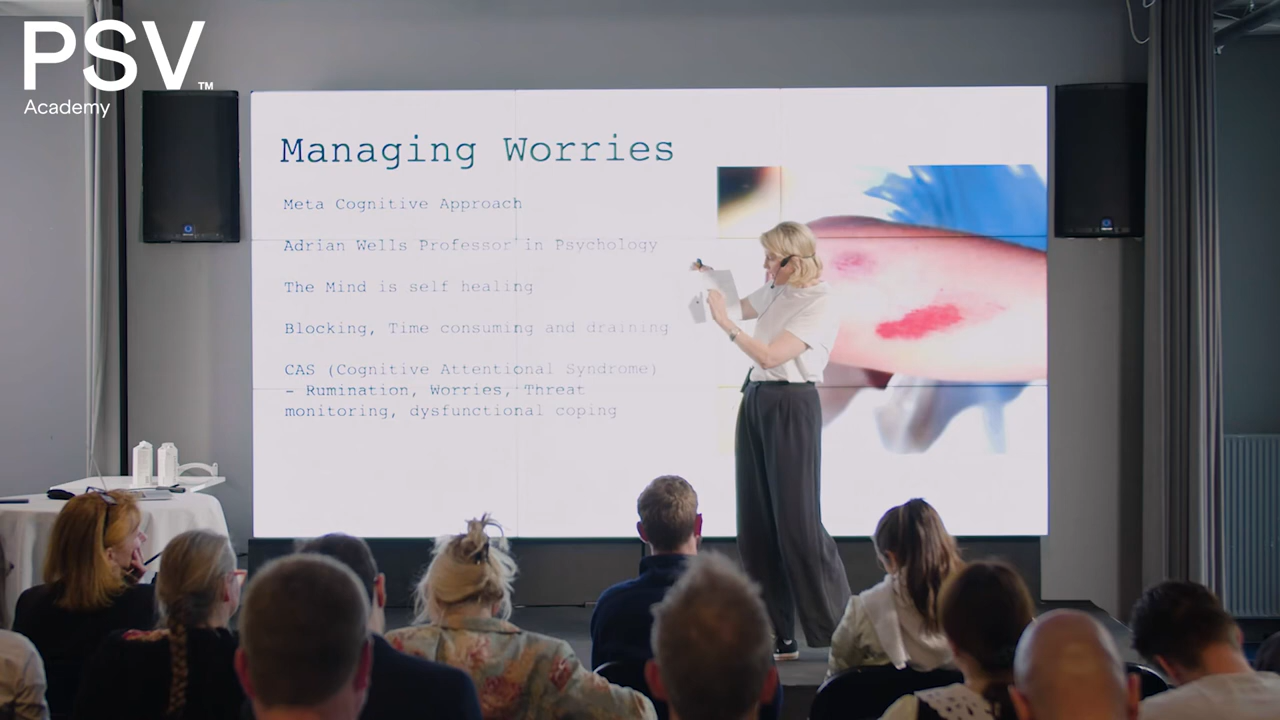 PSV™
Academy
Managing Worries
Meta Cognitive Approach
Adrian Wells Professor in Psychology
The Mind is self healing
Blocking, Time consuming and draining
CAS (Cognitive Attentional Syndrome)
- Rumination, Worries, Threat
monitoring, dysfunctional coping